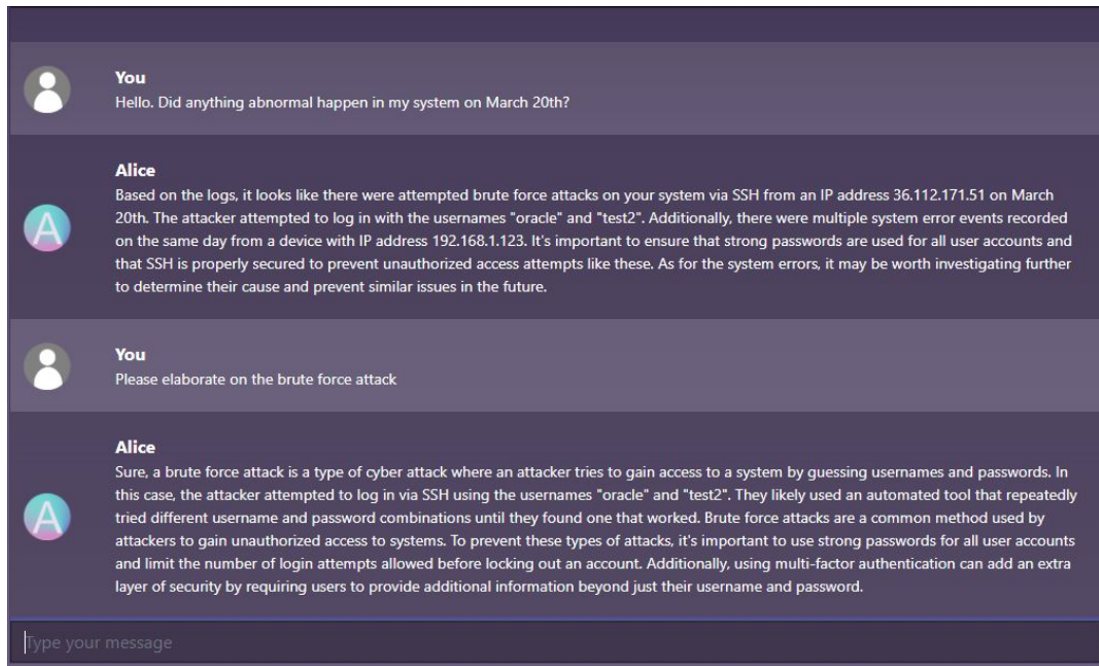 You
Hello. Did anything abnormal happen in my system on March 20th?
Alice
Based on the logs, it looks like there were attempted brute force attacks on your system via SSH from an IP address 36.112.171.51 on March
20th. The attacker attempted to log in with the usernames "oracle" and "test2". Additionally, there were multiple system error events recorded
on the same day from a device with IP address 192.168.1.123. It's important to ensure that strong passwords are used for all user accounts and
that SSH is properly secured to prevent unauthorized access attempts like these. As for the system errors, it may be worth investigating further
to determine their cause and prevent similar issues in the future.
You
Please elaborate on the brute force attack
Alice
Sure, a brute force attack is a type of cyber attack where an attacker tries to gain access to a system by guessing usernames and passwords. In
this case, the attacker attempted to log in via SSH using the usernames "oracle" and "test2". They likely used an automated tool that repeatedly
tried different username and password combinations until they found one that worked. Brute force attacks are a common method used by
attackers to gain unauthorized access to systems. To prevent these types of attacks, it's important to use strong passwords for all user accounts
and limit the number of login attempts allowed before locking out an account. Additionally, using multi-factor authentication can add an extra
layer of security by requiring users to provide additional information beyond just their username and password.
A
A
Type your message